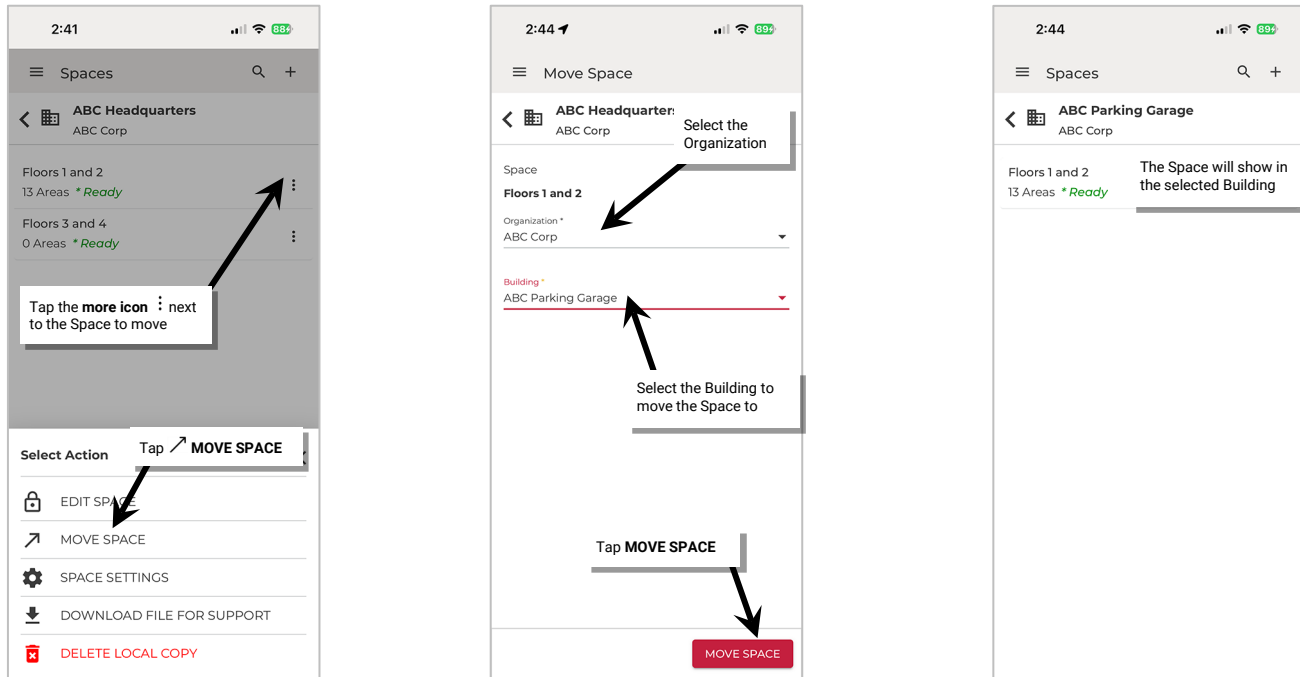 2:41
88
Spaces
ABC Headquarters
ABC Corp
Floors 1 and 2
13 Areas * Ready
Floors 3 and 4
0 Areas * Ready
Tap the more icon ⋮ next
to the Space to move
Select Action
Tap ↗ MOVE SPACE
EDIT SPACE
MOVE SPACE
SPACE SETTINGS
DOWNLOAD FILE FOR SUPPORT
DELETE LOCAL COPY
2:44
89
Move Space
ABC Headquarters
ABC Corp
Select the
Organization
Space
Floors 1 and 2
Organization *
ABC Corp
Building *
ABC Parking Garage
Select the Building to
move the Space to
Tap MOVE SPACE
MOVE SPACE
2:44
89
Spaces
ABC Parking Garage
ABC Corp
Floors 1 and 2
13 Areas * Ready
The Space will show in
the selected Building